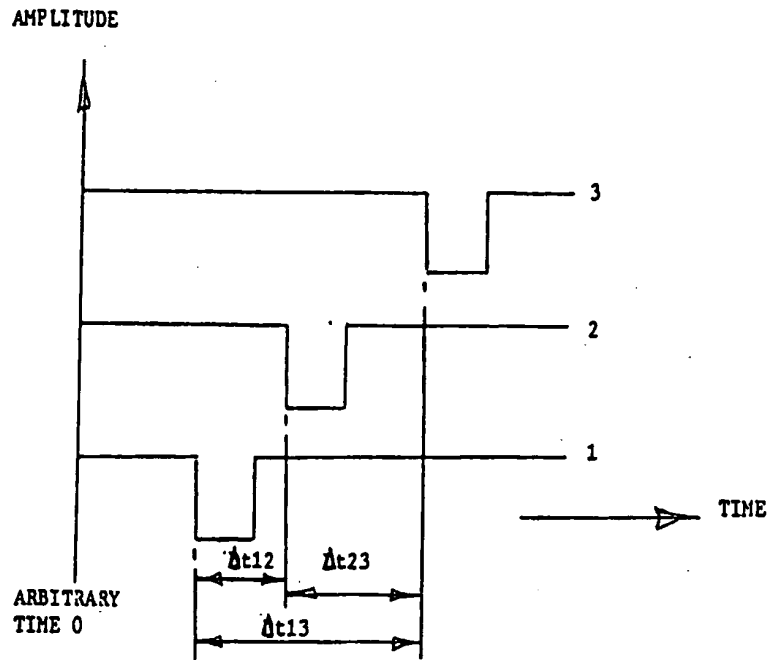 AMPLITUDE
3
2
1
TIME
Δt12
Δt23
ARBITRARY
TIME 0
Δt13